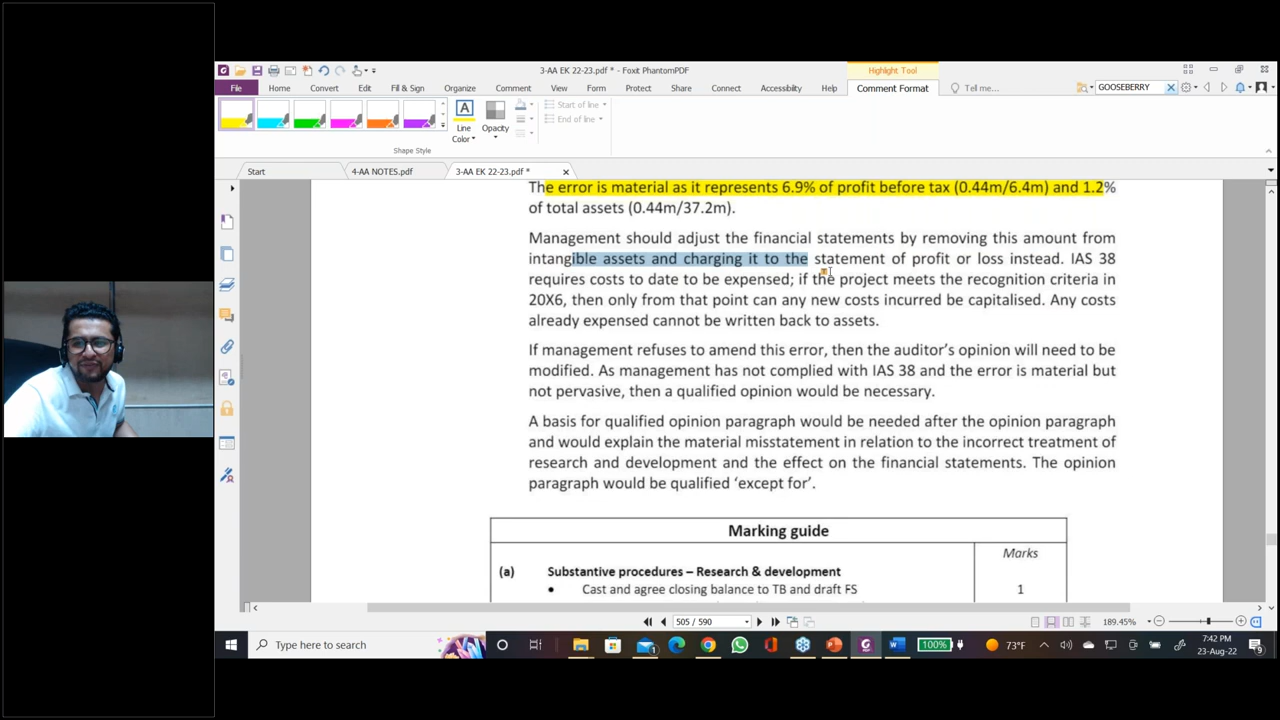 3-AA EK 22-23.pdf * - Foxit PhantomPDF
Highlight Tool
File Home Convert Edit Fill & Sign Organize Comment View Form Protect Share Connect Accessibility Help Comment Format Tell me... GOOSEBERRY
Line Color
Opacity
Start of line
End of line
Shape Style
Start 4-AA NOTES.pdf 3-AA EK 22-23.pdf *
The error is material as it represents 6.9% of profit before tax (0.44m/6.4m) and 1.2%
of total assets (0.44m/37.2m).
Management should adjust the financial statements by removing this amount from
intangible assets and charging it to the statement of profit or loss instead. IAS 38
requires costs to date to be expensed; if the project meets the recognition criteria in
20X6, then only from that point can any new costs incurred be capitalised. Any costs
already expensed cannot be written back to assets.
If management refuses to amend this error, then the auditor's opinion will need to be
modified. As management has not complied with IAS 38 and the error is material but
not pervasive, then a qualified opinion would be necessary.
A basis for qualified opinion paragraph would be needed after the opinion paragraph
and would explain the material misstatement in relation to the incorrect treatment of
research and development and the effect on the financial statements. The opinion
paragraph would be qualified 'except for'.
Marking guide
Marks
(a) Substantive procedures – Research & development
• Cast and agree closing balance to TB and draft FS 1
505 / 590
189.45%
Type here to search
100%
73°F
7:42 PM
23-Aug-22